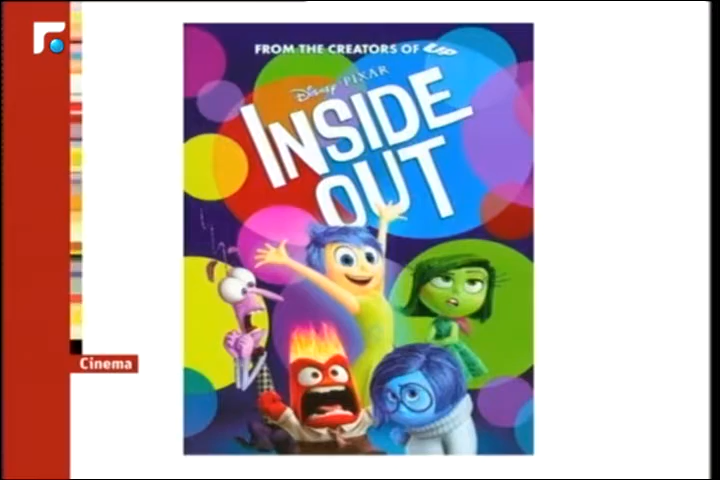 FROM THE CREATORS OF UP
Disney·PIXAR
INSIDE
OUT
Cinema